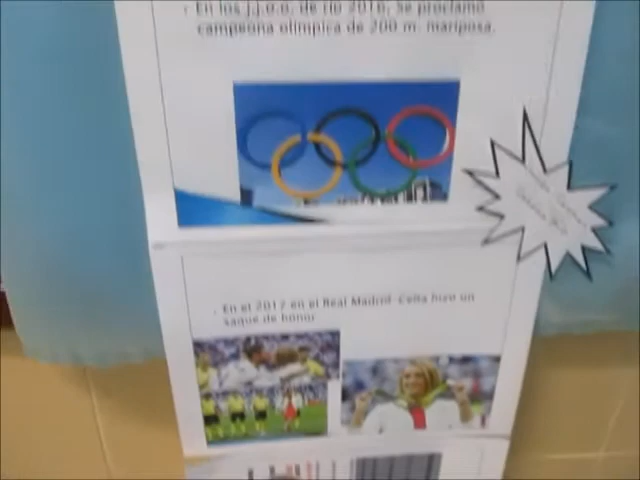 En los jj.o.o. de río 2016, se proclamó
campeona olímpica de 200 m. mariposa.
En el 2017 en el Real Madrid- Celta hizo un
saque de honor